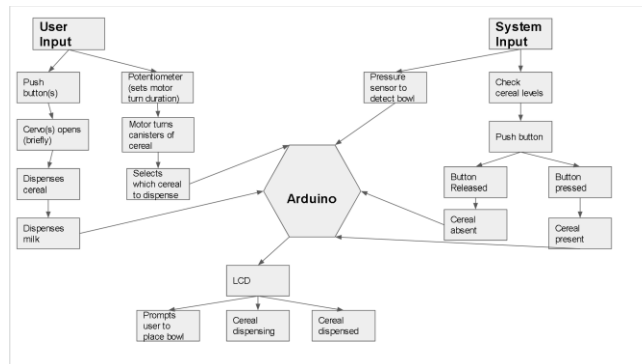 User
Input
System
Input
Push
button(s)
Potentiometer
(sets motor
turn duration)
Pressure
sensor to
detect bowl
Check
cereal levels
Cervo(s) opens
(briefly)
Motor turns
canisters of
cereal
Push button
Dispenses
cereal
Selects
which cereal
to dispense
Arduino
Button
Released
Button
pressed
Dispenses
milk
Cereal
absent
Cereal
present
LCD
Prompts
user to
place bowl
Cereal
dispensing
Cereal
dispensed